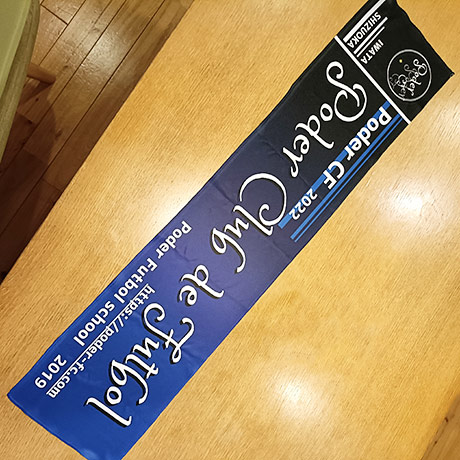 IWATA
SHIZUOKA
Poder CF 2022
Poder Club de Futbol
Poder Futbol school 2019
https://poder-fc.com